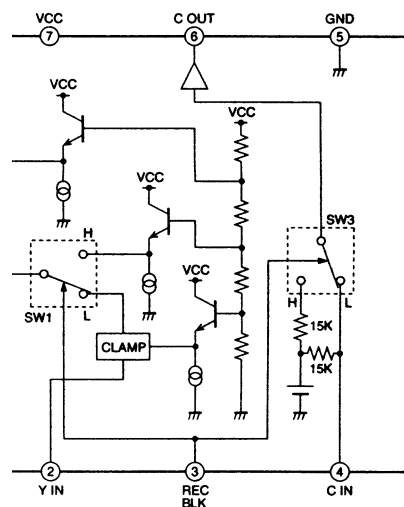 VCC
C OUT
GND
7
6
5
VCC
VCC
VCC
SW3
H
VCC
H
L
SW1
L
15K
CLAMP
15K
2
3
4
Y IN
REC
BLK
C IN